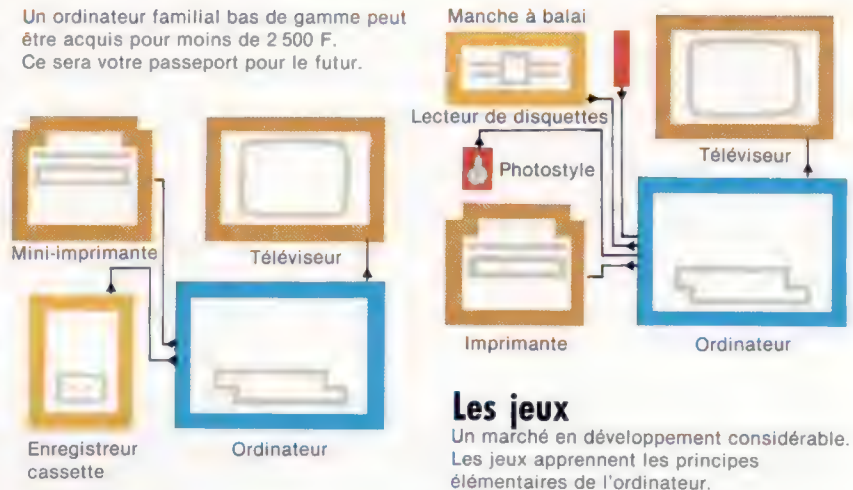 Un ordinateur familial bas de gamme peut
être acquis pour moins de 2 500 F.
Ce sera votre passeport pour le futur.
Mini-imprimante
Téléviseur
Enregistreur
cassette
Ordinateur
Manche à balai
Lecteur de disquettes
Téléviseur
Photostyle
Imprimante
Ordinateur
Les jeux
Un marché en développement considérable.
Les jeux apprennent les principes
élémentaires de l'ordinateur.